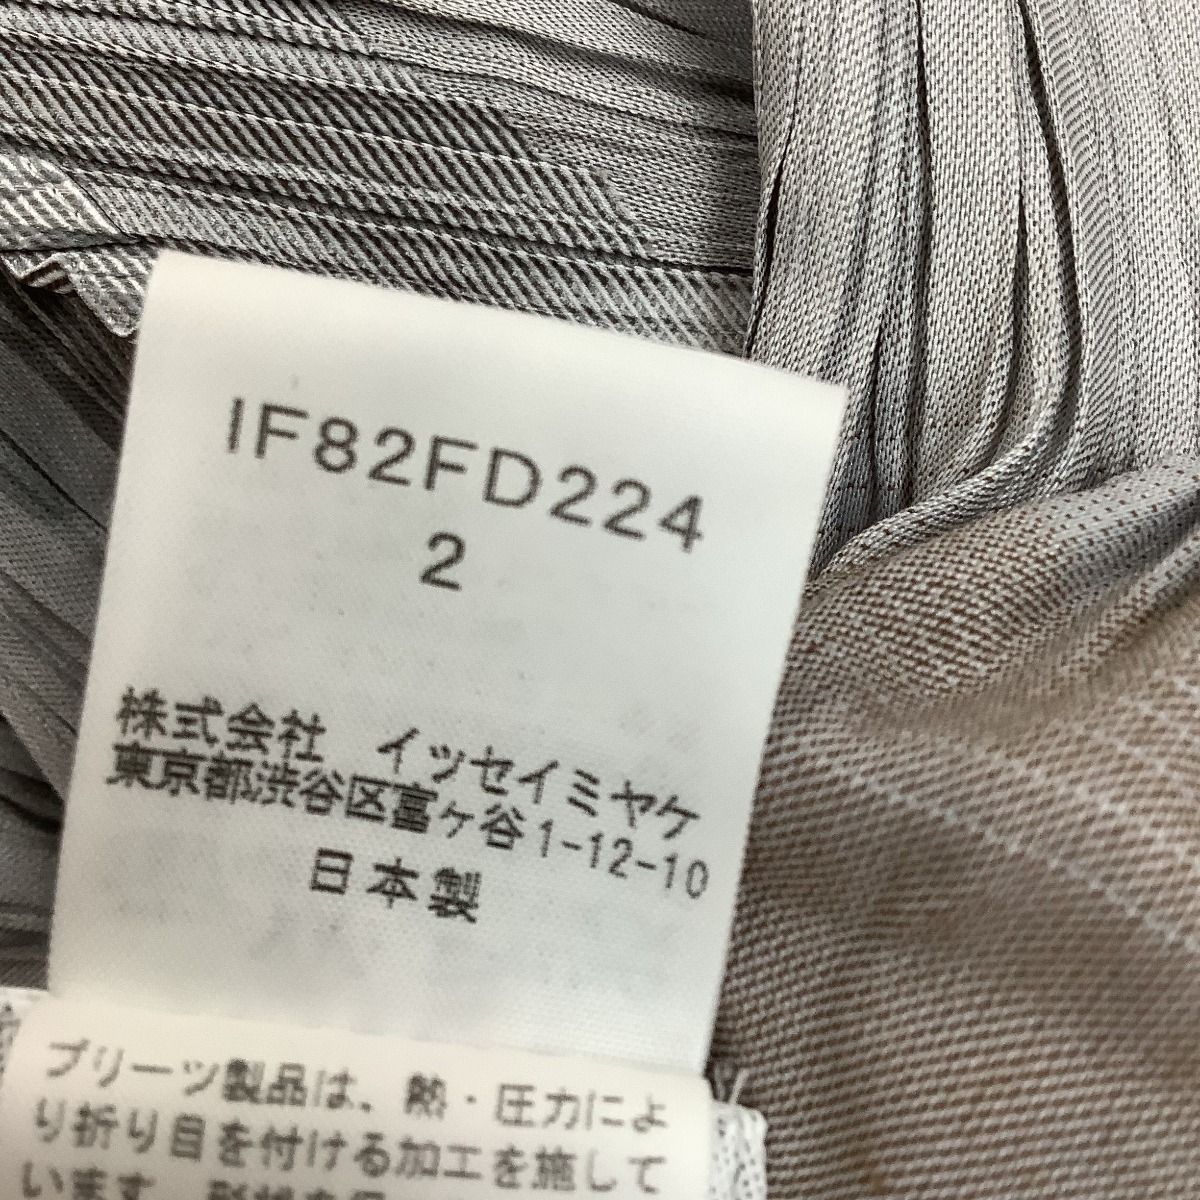 IF82FD224
2
株式会社 イッセイミヤケ
東京都渋谷区富ヶ谷1-12-10
日本製
プリーツ製品は、熱・圧力によ
り折り目を付ける加工を施して
います